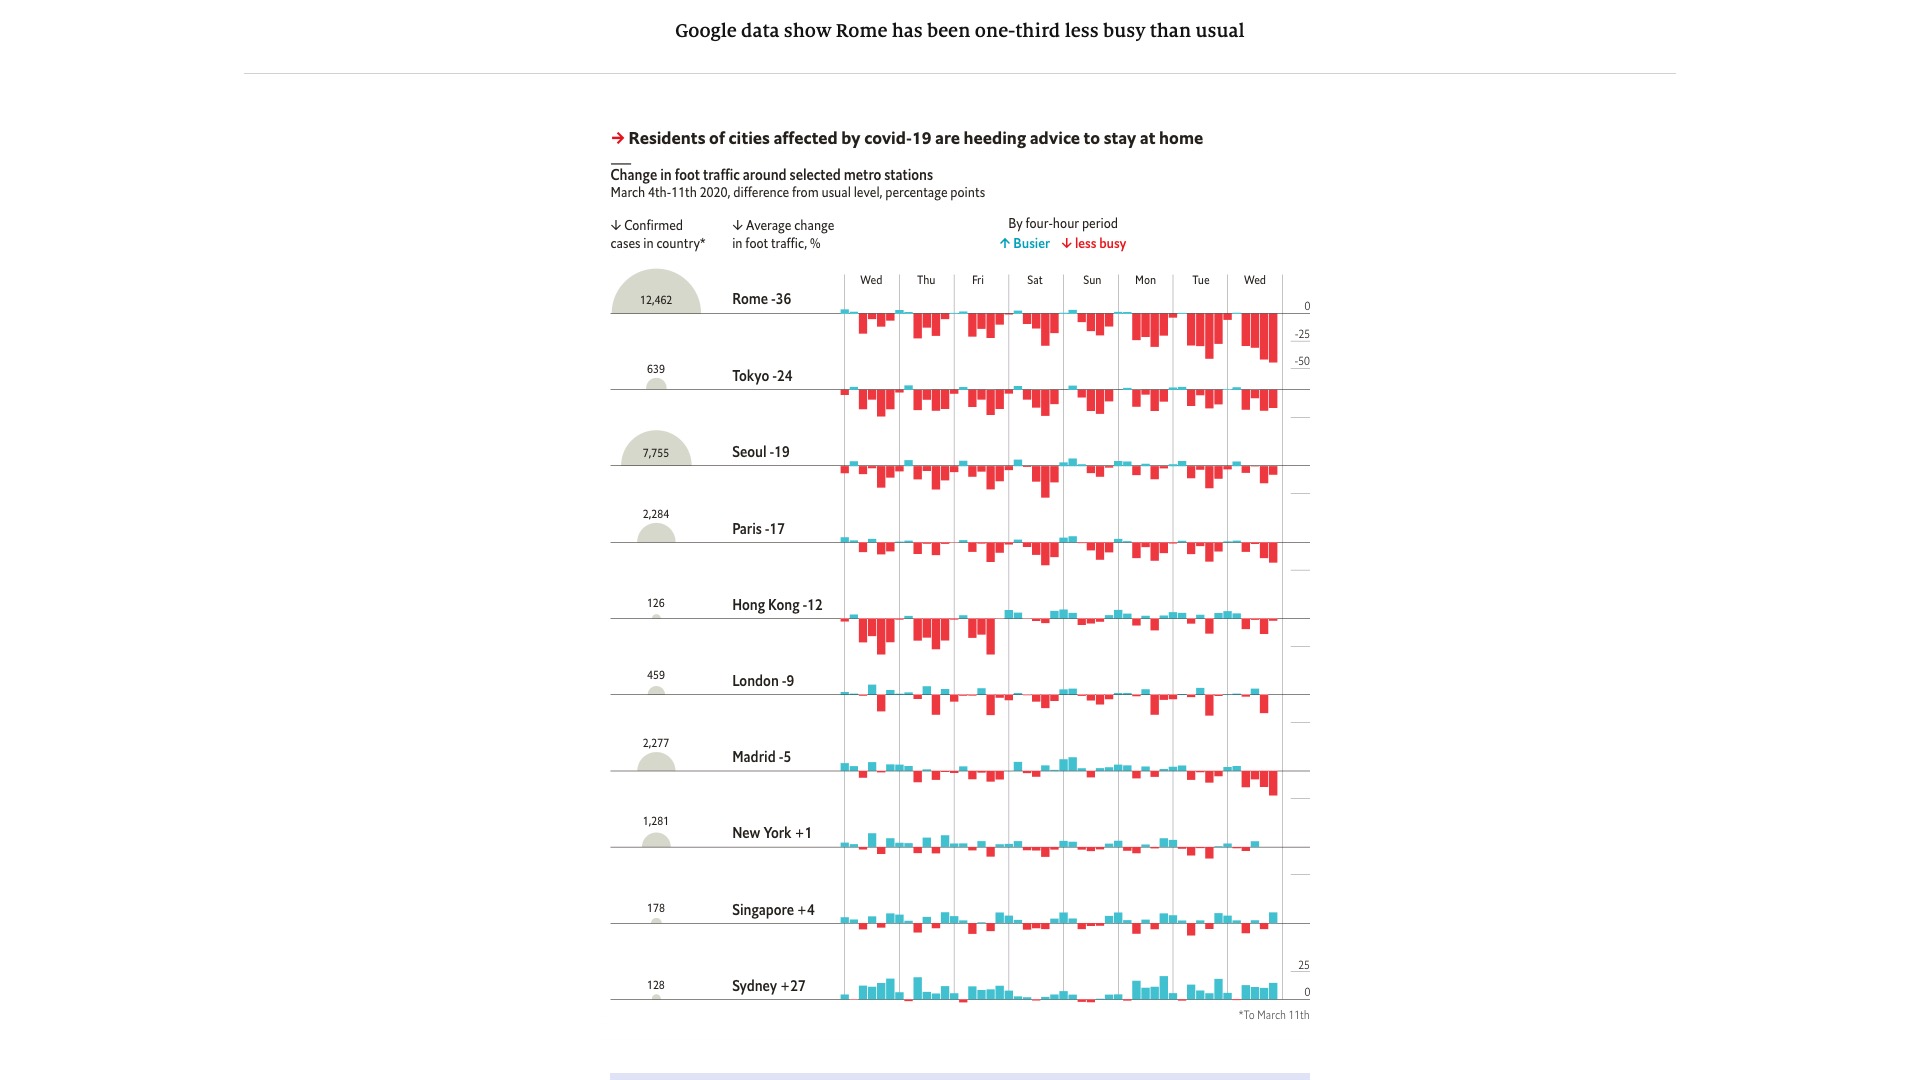 Google data show Rome has been one-third less busy than usual
→ Residents of cities affected by covid-19 are heeding advice to stay at home
Change in foot traffic around selected metro stations
March 4th-11th 2020, difference from usual level, percentage points
↓ Confirmed
cases in country*
↓ Average change
in foot traffic, %
By four-hour period
↑ Busier ↓ less busy
Wed Thu Fri Sat Sun Mon Tue Wed
12,462 Rome -36
0
-25
-50
639 Tokyo -24
7,755 Seoul -19
2,284 Paris -17
126 Hong Kong -12
459 London -9
2,277 Madrid -5
1,281 New York +1
178 Singapore +4
128 Sydney +27
25
0
*To March 11th